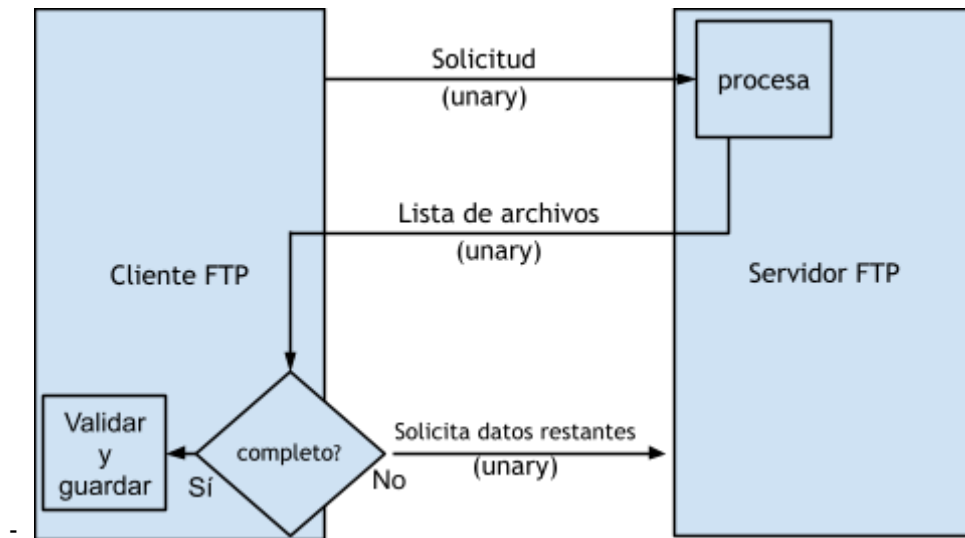 Solicitud
(unary)
procesa
Lista de archivos
(unary)
Cliente FTP
Servidor FTP
Validar
y
guardar
Sí
completo?
No
Solicita datos restantes
(unary)
-